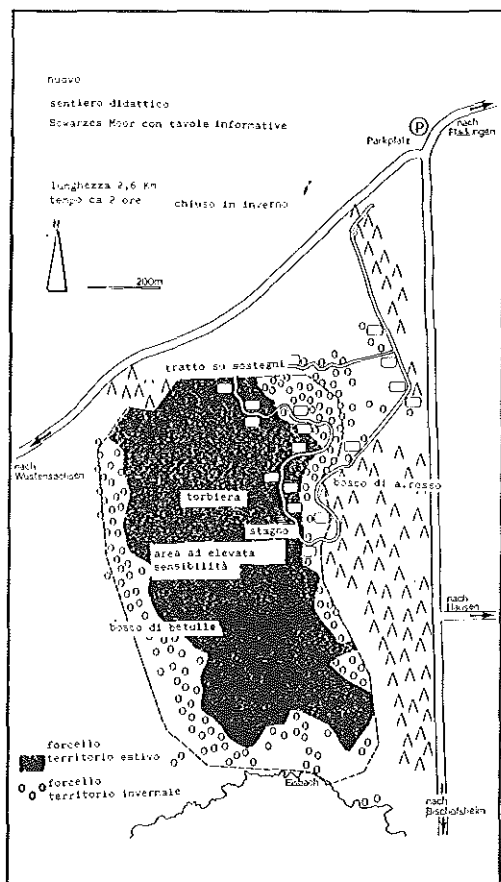 nuovo
sentiero didattico
Scwarzes Moor con tavole informative
lunghezza 2,6 Km
tempo ca 2 ore
chiuso in inverno
N
200m
P
Parkplatz
nach
Fladungen
tratto su sostegni
nach
Wüstensachsen
bosco di a.rosso
torbiera
stagno
area ad elevata
sensibilità
bosco di betulle
nach
Hausen
forcello
territorio estivo
forcello
territorio invernale
Eisbach
nach
Bischofsheim